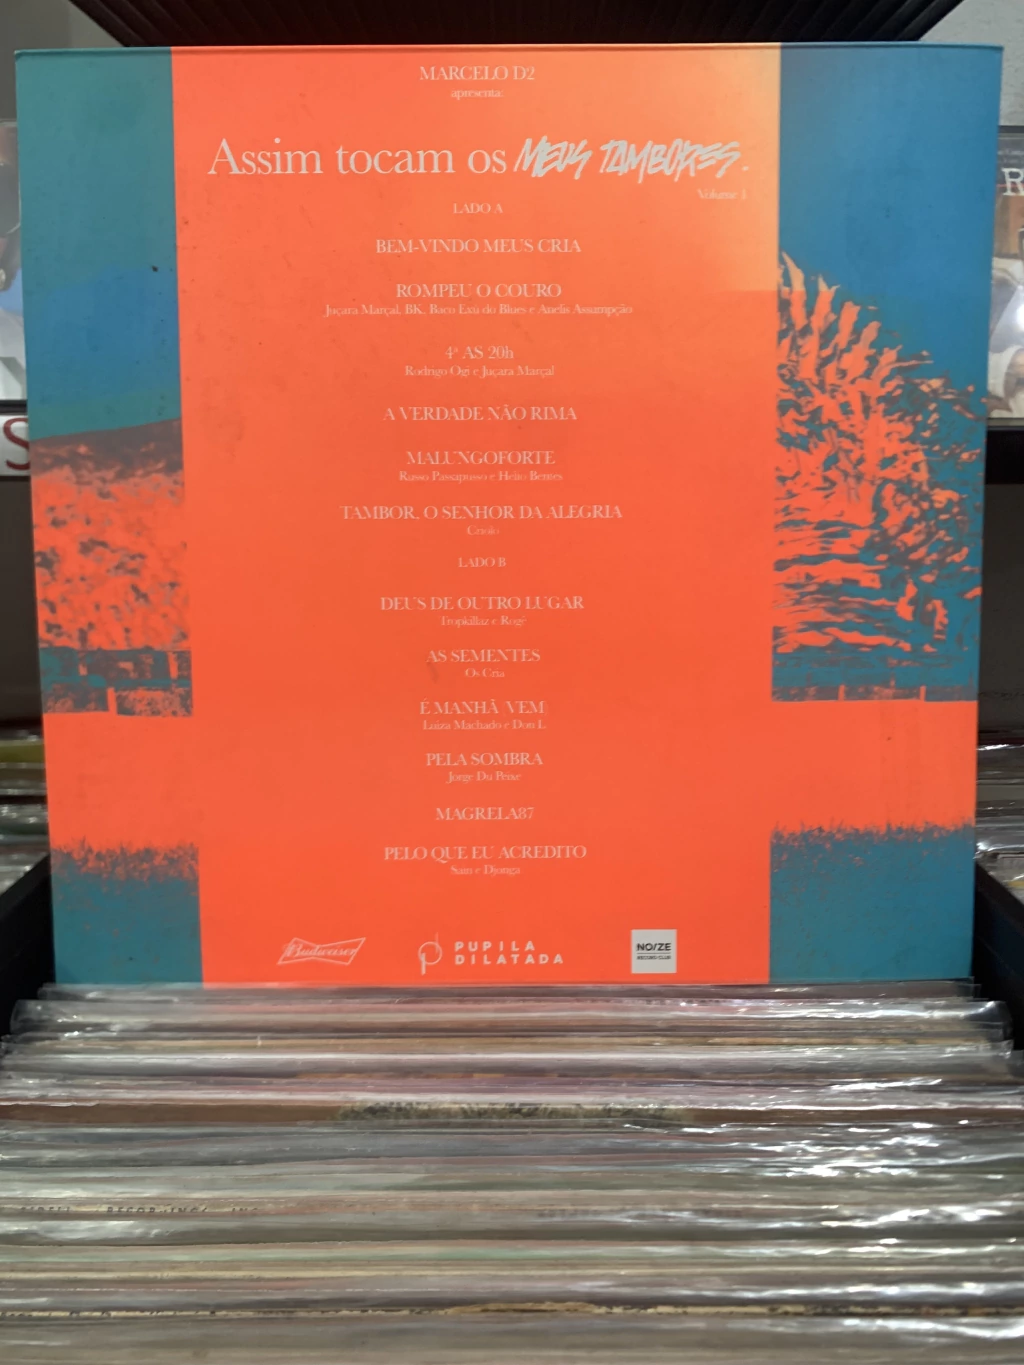 MARCELO D2
apresenta:
Assim tocam os MEUS TAMBORES.
Volume 1
LADO A
BEM-VINDO MEUS CRIA
ROMPEU O COURO
Juçara Marçal, BK, Baco Exu do Blues e Anelis Assumpção
4ª AS 20h
Rodrigo Ogi e Juçara Marçal
A VERDADE NÃO RIMA
MALUNGOFORTE
Russo Passapusso e Helio Bentes
TAMBOR, O SENHOR DA ALEGRIA
Criolo
LADO B
DEUS DE OUTRO LUGAR
Tropkillaz e Rogê
AS SEMENTES
Os Cria
É MANHÃ /VEM
Luiza Machado e Don L
PELA SOMBRA
Jorge Du Peixe
MAGRELA87
PELO QUE EU ACREDITO
Sain e Djonga
Budweiser
PUPILA
DILATADA
NO/ZE
RECORD CLUB
R
S